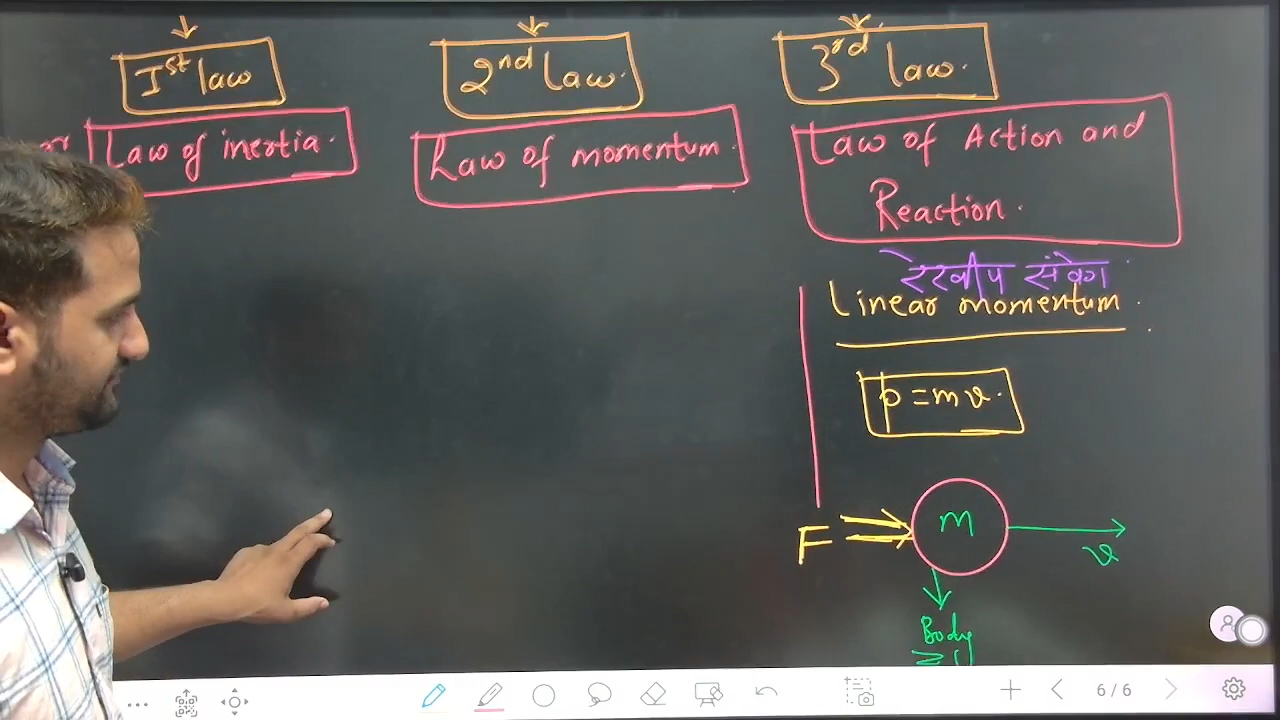 Ist law
2nd law.
3rd law.
or
Law of inertia.
Law of momentum.
Law of Action and
Reaction.
रेखीय संवेग
Linear momentum.
p = mv.
F
m
v
Body
6/6